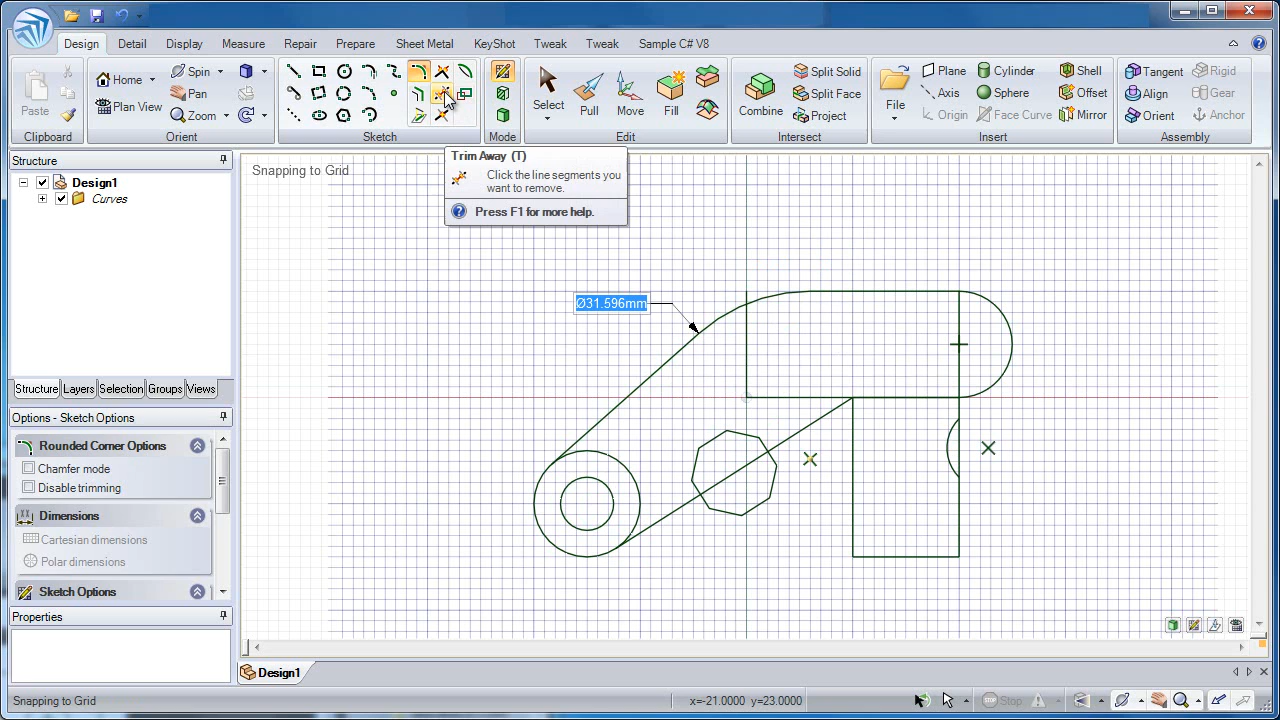 Design
Detail
Display
Measure
Repair
Prepare
Sheet Metal
KeyShot
Tweak
Tweak
Sample C# V8
Paste
Clipboard
Home
Spin
Pan
Plan View
Zoom
Orient
Sketch
Mode
Select
Pull
Move
Fill
Edit
Combine
Split Solid
Split Face
Project
Intersect
File
Plane
Axis
Origin
Cylinder
Sphere
Face Curve
Shell
Offset
Mirror
Insert
Tangent
Align
Orient
Rigid
Gear
Anchor
Assembly
Structure
Design1
Curves
Structure
Layers
Selection
Groups
Views
Options - Sketch Options
Rounded Corner Options
Chamfer mode
Disable trimming
Dimensions
Cartesian dimensions
Polar dimensions
Sketch Options
Properties
Snapping to Grid
Trim Away (T)
Click the line segments you
want to remove.
Press F1 for more help.
Ø31.596mm
Design1
Snapping to Grid
x=-21.0000 y=23.0000
Stop